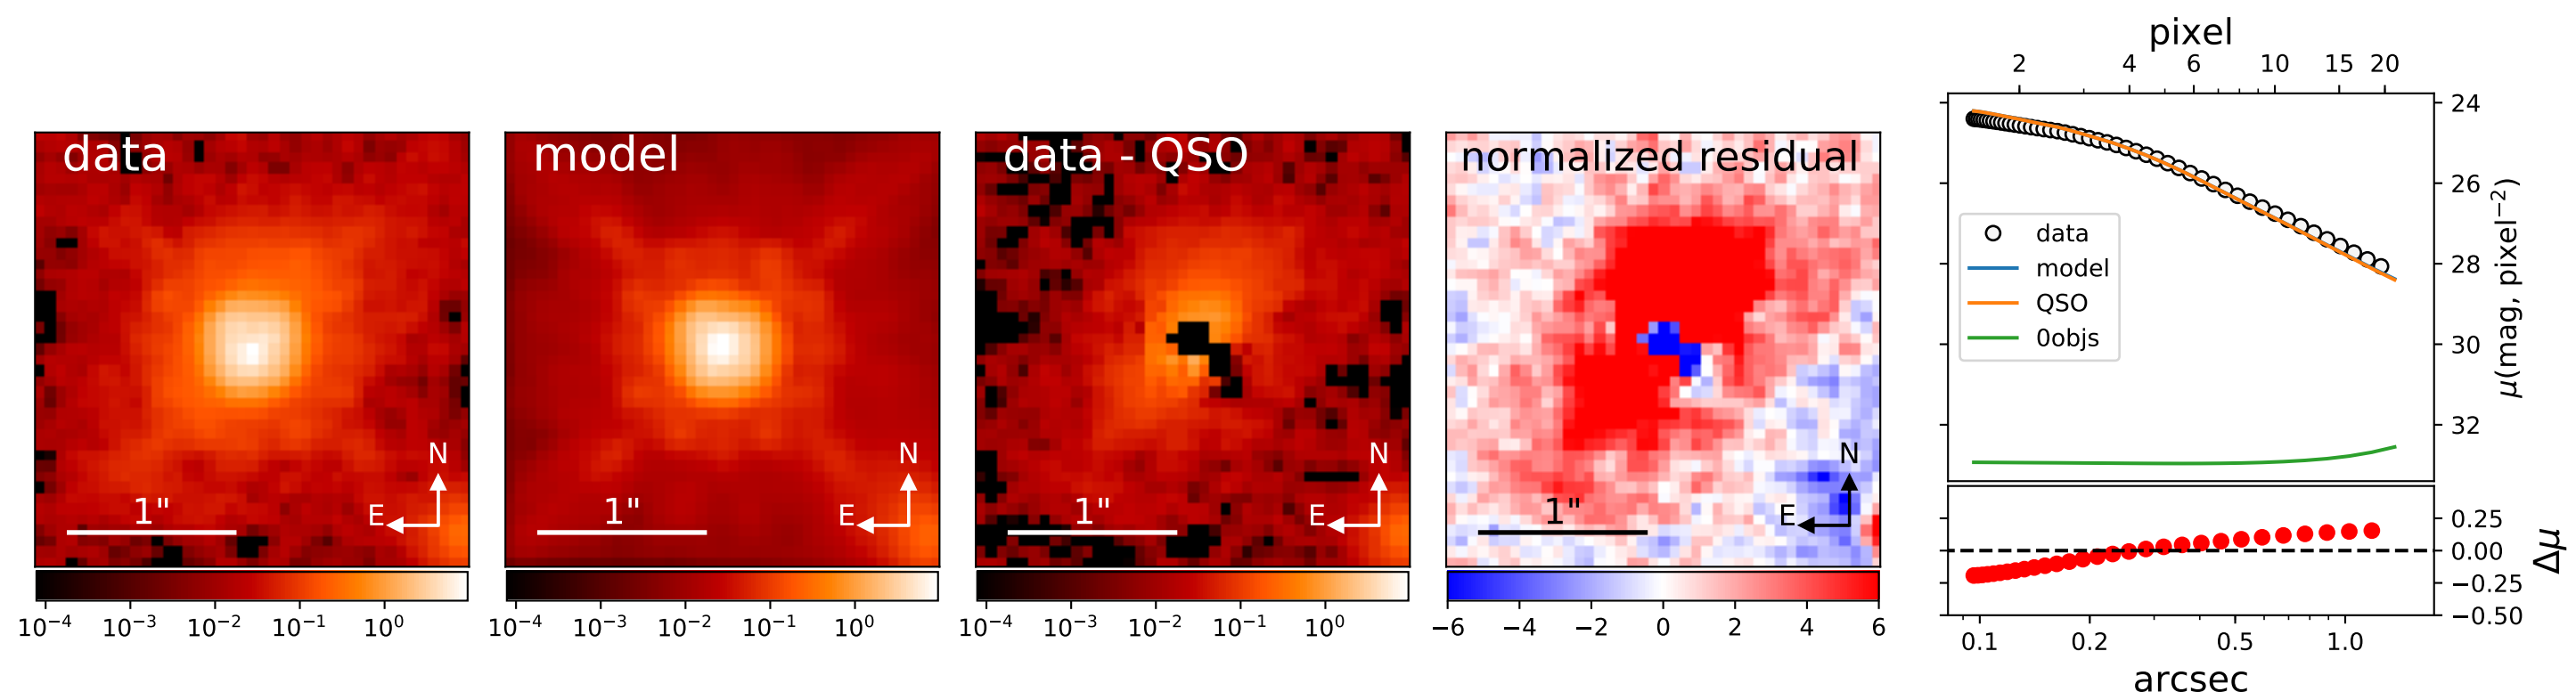 data
N
E
1"
10⁻⁴ 10⁻³ 10⁻² 10⁻¹ 10⁰
model
N
E
1"
10⁻⁴ 10⁻³ 10⁻² 10⁻¹ 10⁰
data - QSO
N
E
1"
10⁻⁴ 10⁻³ 10⁻² 10⁻¹ 10⁰
normalized residual
N
E
1"
−6 −4 −2 0 2 4 6
pixel
2 4 6 10 15 20
24
26
28
30
32
μ(mag, pixel⁻²)
data
model
QSO
0objs
0.25
0.00
−0.25
−0.50
Δμ
0.1 0.2 0.5 1.0
arcsec